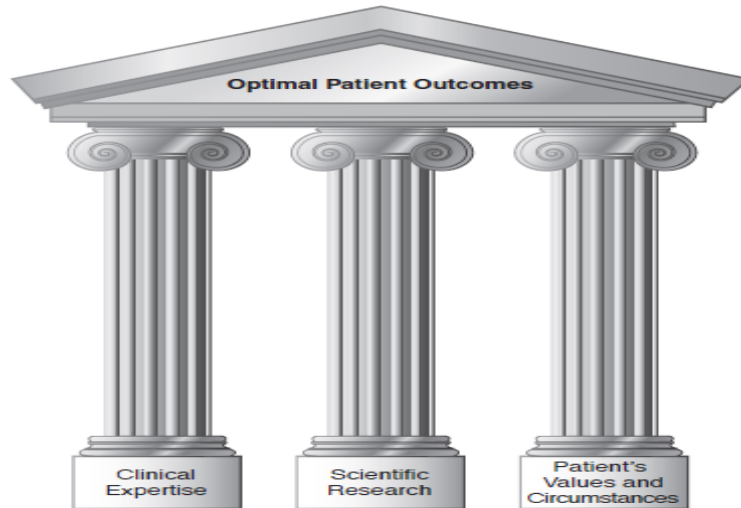 Optimal Patient Outcomes
Clinical
Expertise
Scientific
Research
Patient's
Values and
Circumstances